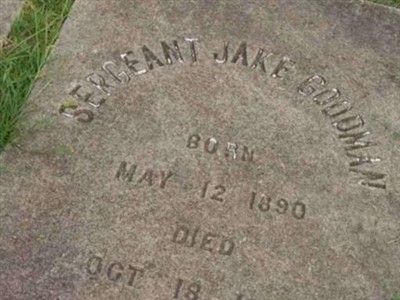 SERGEANT JAKE GOODMAN
BORN
MAY 12 1890
DIED
OCT 18